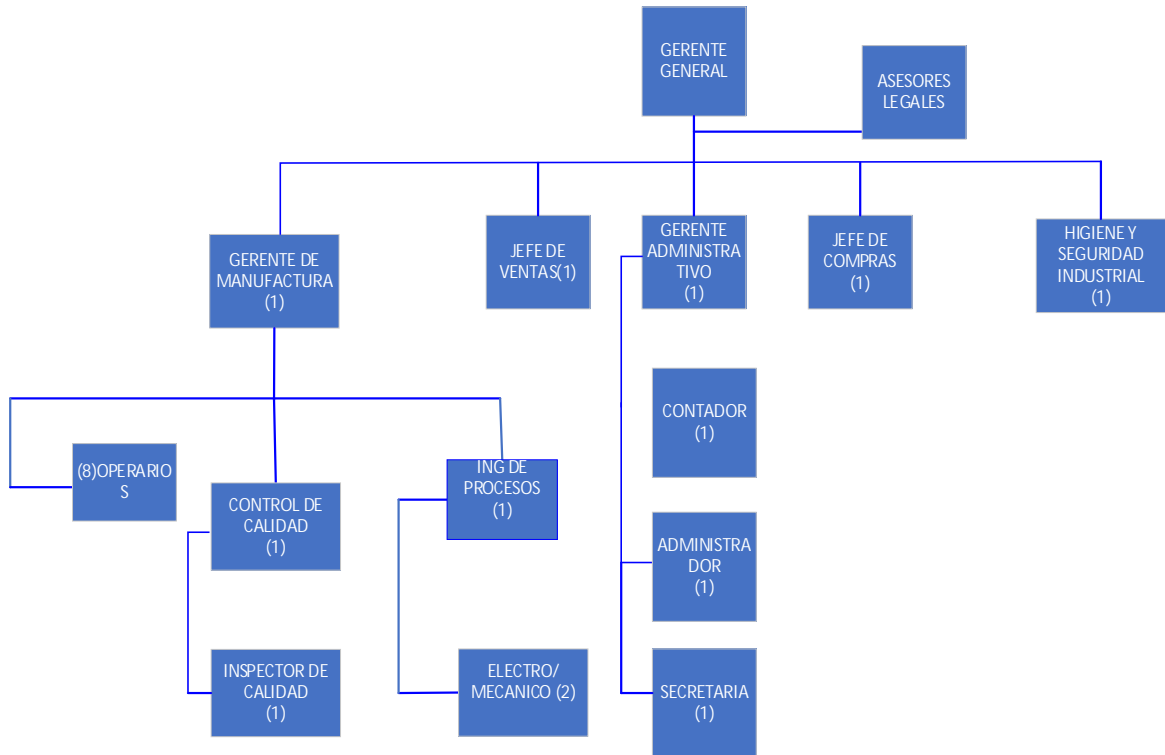 GERENTE
GENERAL
ASESORES
LEGALES
GERENTE DE
MANUFACTURA
(1)
JEFE DE
VENTAS(1)
GERENTE
ADMINISTRA
TIVO
(1)
JEFE DE
COMPRAS
(1)
HIGIENE Y
SEGURIDAD
INDUSTRIAL
(1)
CONTADOR
(1)
(8)OPERARIO
S
CONTROL DE
CALIDAD
(1)
ING DE
PROCESOS
(1)
ADMINISTRA
DOR
(1)
INSPECTOR DE
CALIDAD
(1)
ELECTRO/
MECANICO (2)
SECRETARIA
(1)